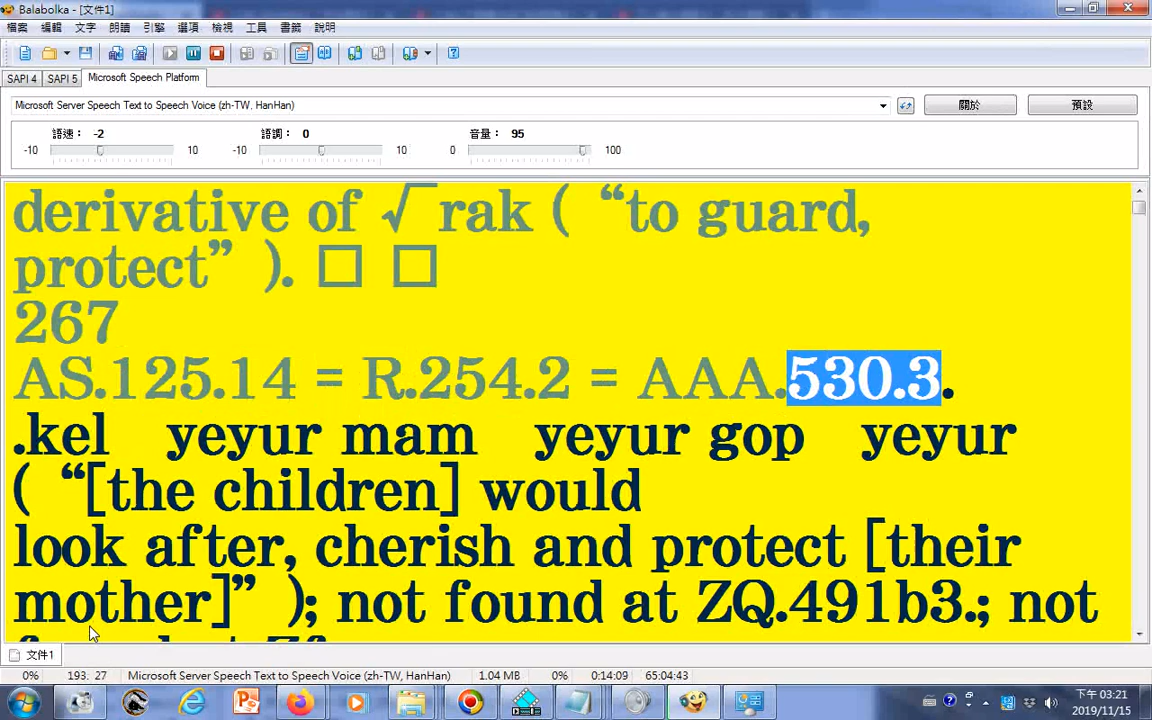 Balabolka - [文件1]
檔案 編輯 文字 朗讀 引擎 選項 檢視 工具 書籤 說明
SAPI 4 SAPI 5 Microsoft Speech Platform
Microsoft Server Speech Text to Speech Voice (zh-TW, HanHan) 關於 預設
語速： -2 語調： 0 音量： 95
-10 10 -10 10 0 100
derivative of √ rak (“to guard,
protect” ). □ □
267
AS.125.14 = R.254.2 = AAA.530.3.
.kel yeyur mam yeyur gop yeyur
(“[the children] would
look after, cherish and protect [their
mother]” ); not found at ZQ.491b3.; not
文件1
0% 193: 27 Microsoft Server Speech Text to Speech Voice (zh-TW, HanHan) 1.04 MB 0% 0:14:09 65:04:43
下午 03:21
2019/11/15